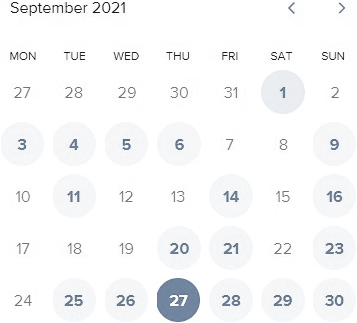 September 2021
MON TUE WED THU FRI SAT SUN
27 28 29 30 31 1 2
3 4 5 6 7 8 9
10 11 12 13 14 15 16
17 18 19 20 21 22 23
24 25 26 27 28 29 30